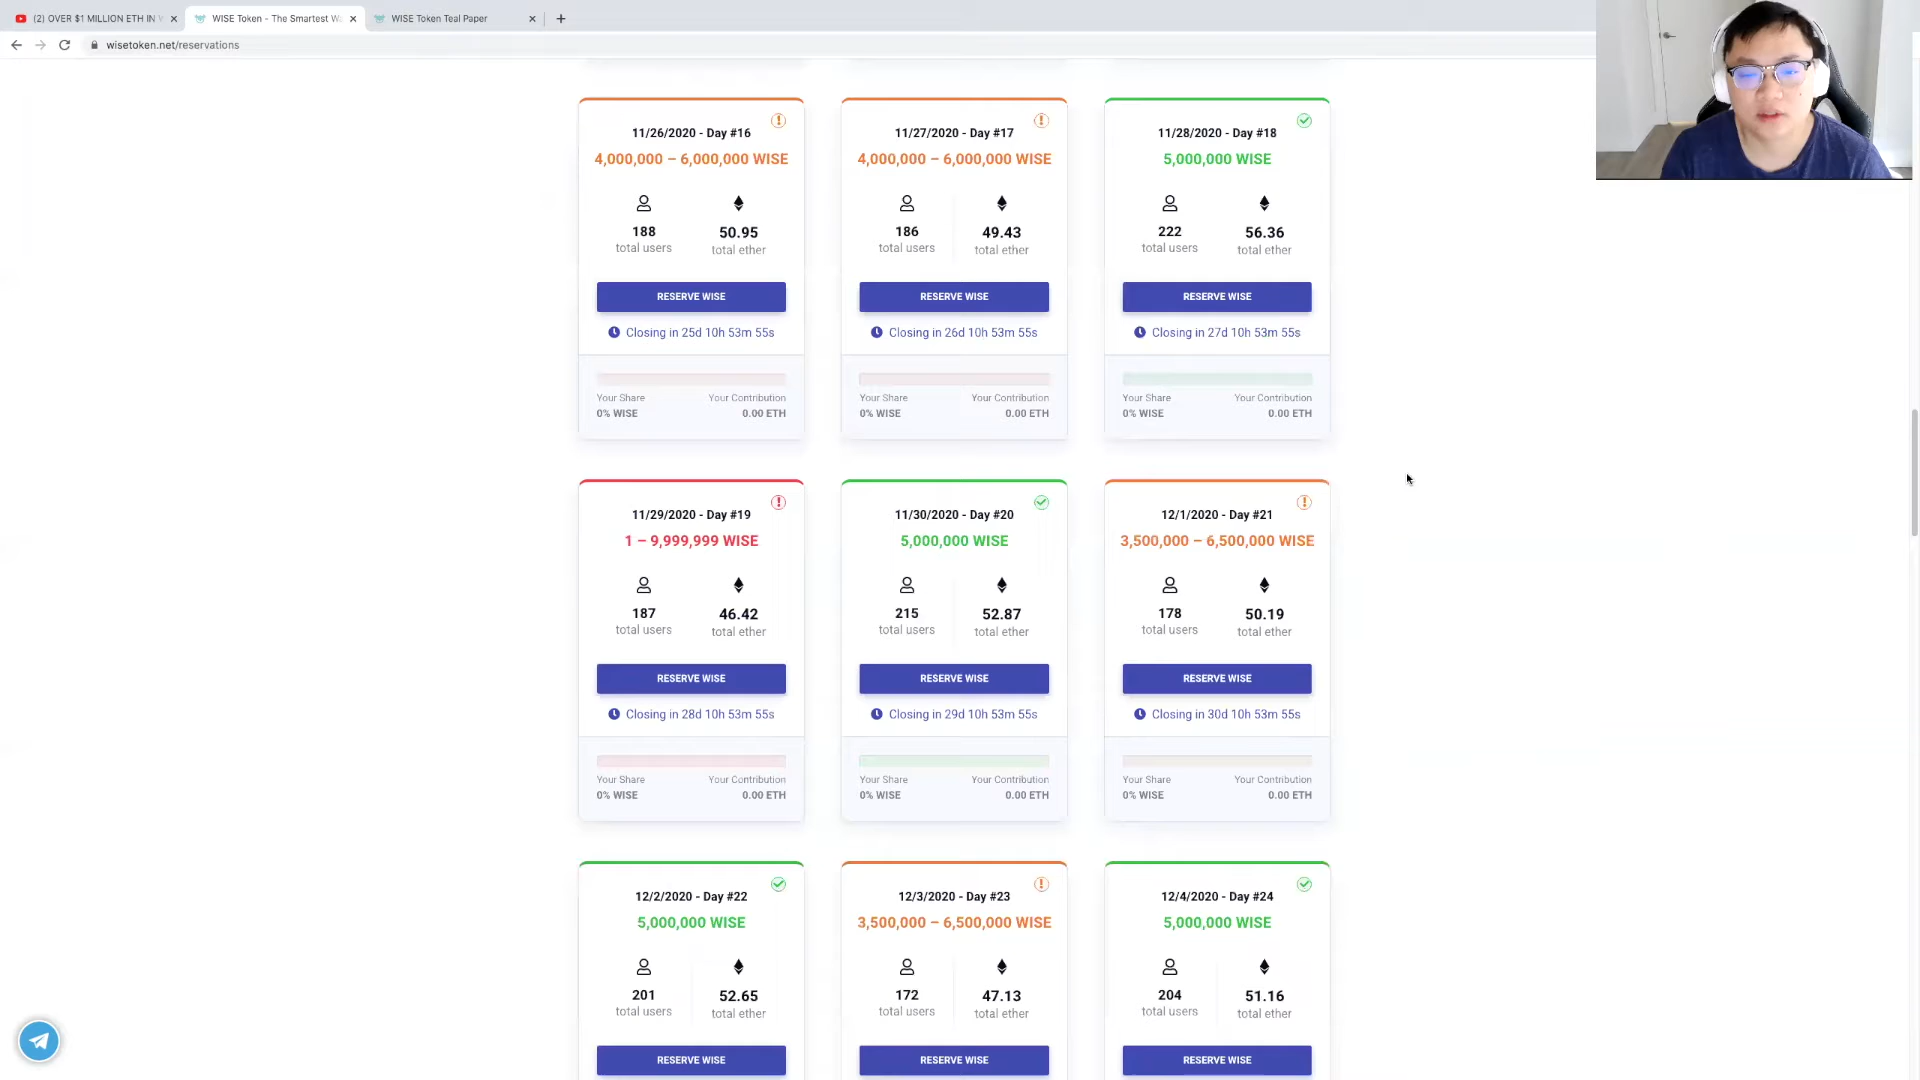 (2) OVER $1 MILLION ETH IN
WISE Token - The Smartest W
WISE Token Teal Paper
wisetoken.net/reservations
11/26/2020 - Day #16
4,000,000 – 6,000,000 WISE
188
total users
50.95
total ether
RESERVE WISE
Closing in 25d 10h 53m 55s
Your Share
Your Contribution
0% WISE
0.00 ETH
11/27/2020 - Day #17
4,000,000 – 6,000,000 WISE
186
total users
49.43
total ether
RESERVE WISE
Closing in 26d 10h 53m 55s
Your Share
Your Contribution
0% WISE
0.00 ETH
11/28/2020 - Day #18
5,000,000 WISE
222
total users
56.36
total ether
RESERVE WISE
Closing in 27d 10h 53m 55s
Your Share
Your Contribution
0% WISE
0.00 ETH
11/29/2020 - Day #19
1 – 9,999,999 WISE
187
total users
46.42
total ether
RESERVE WISE
Closing in 28d 10h 53m 55s
Your Share
Your Contribution
0% WISE
0.00 ETH
11/30/2020 - Day #20
5,000,000 WISE
215
total users
52.87
total ether
RESERVE WISE
Closing in 29d 10h 53m 55s
Your Share
Your Contribution
0% WISE
0.00 ETH
12/1/2020 - Day #21
3,500,000 – 6,500,000 WISE
178
total users
50.19
total ether
RESERVE WISE
Closing in 30d 10h 53m 55s
Your Share
Your Contribution
0% WISE
0.00 ETH
12/2/2020 - Day #22
5,000,000 WISE
201
total users
52.65
total ether
RESERVE WISE
12/3/2020 - Day #23
3,500,000 – 6,500,000 WISE
172
total users
47.13
total ether
RESERVE WISE
12/4/2020 - Day #24
5,000,000 WISE
204
total users
51.16
total ether
RESERVE WISE